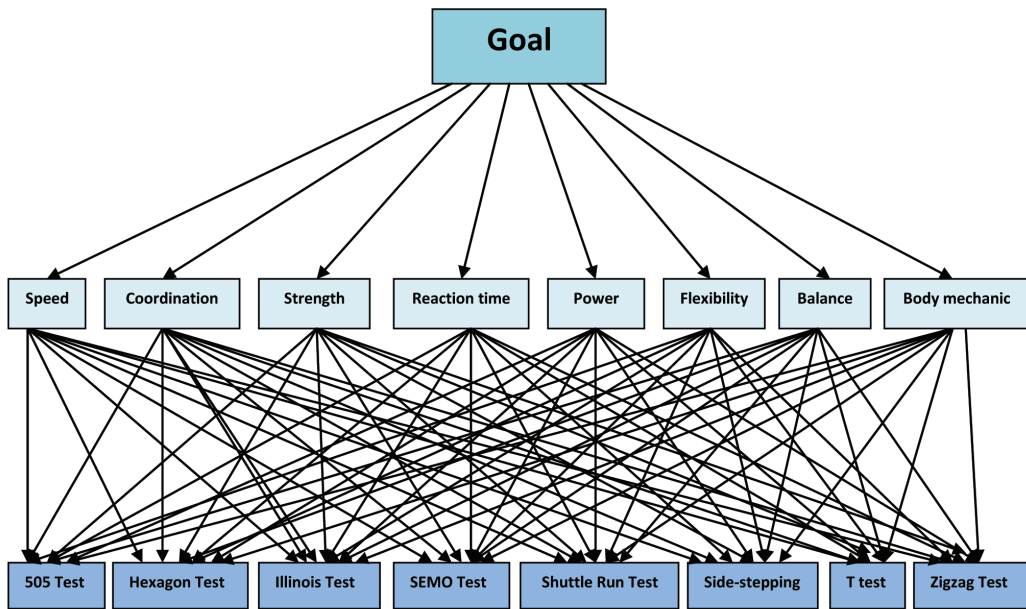 Goal
Speed
Coordination
Strength
Reaction time
Power
Flexibility
Balance
Body mechanic
505 Test
Hexagon Test
Illinois Test
SEMO Test
Shuttle Run Test
Side-stepping
T test
Zigzag Test